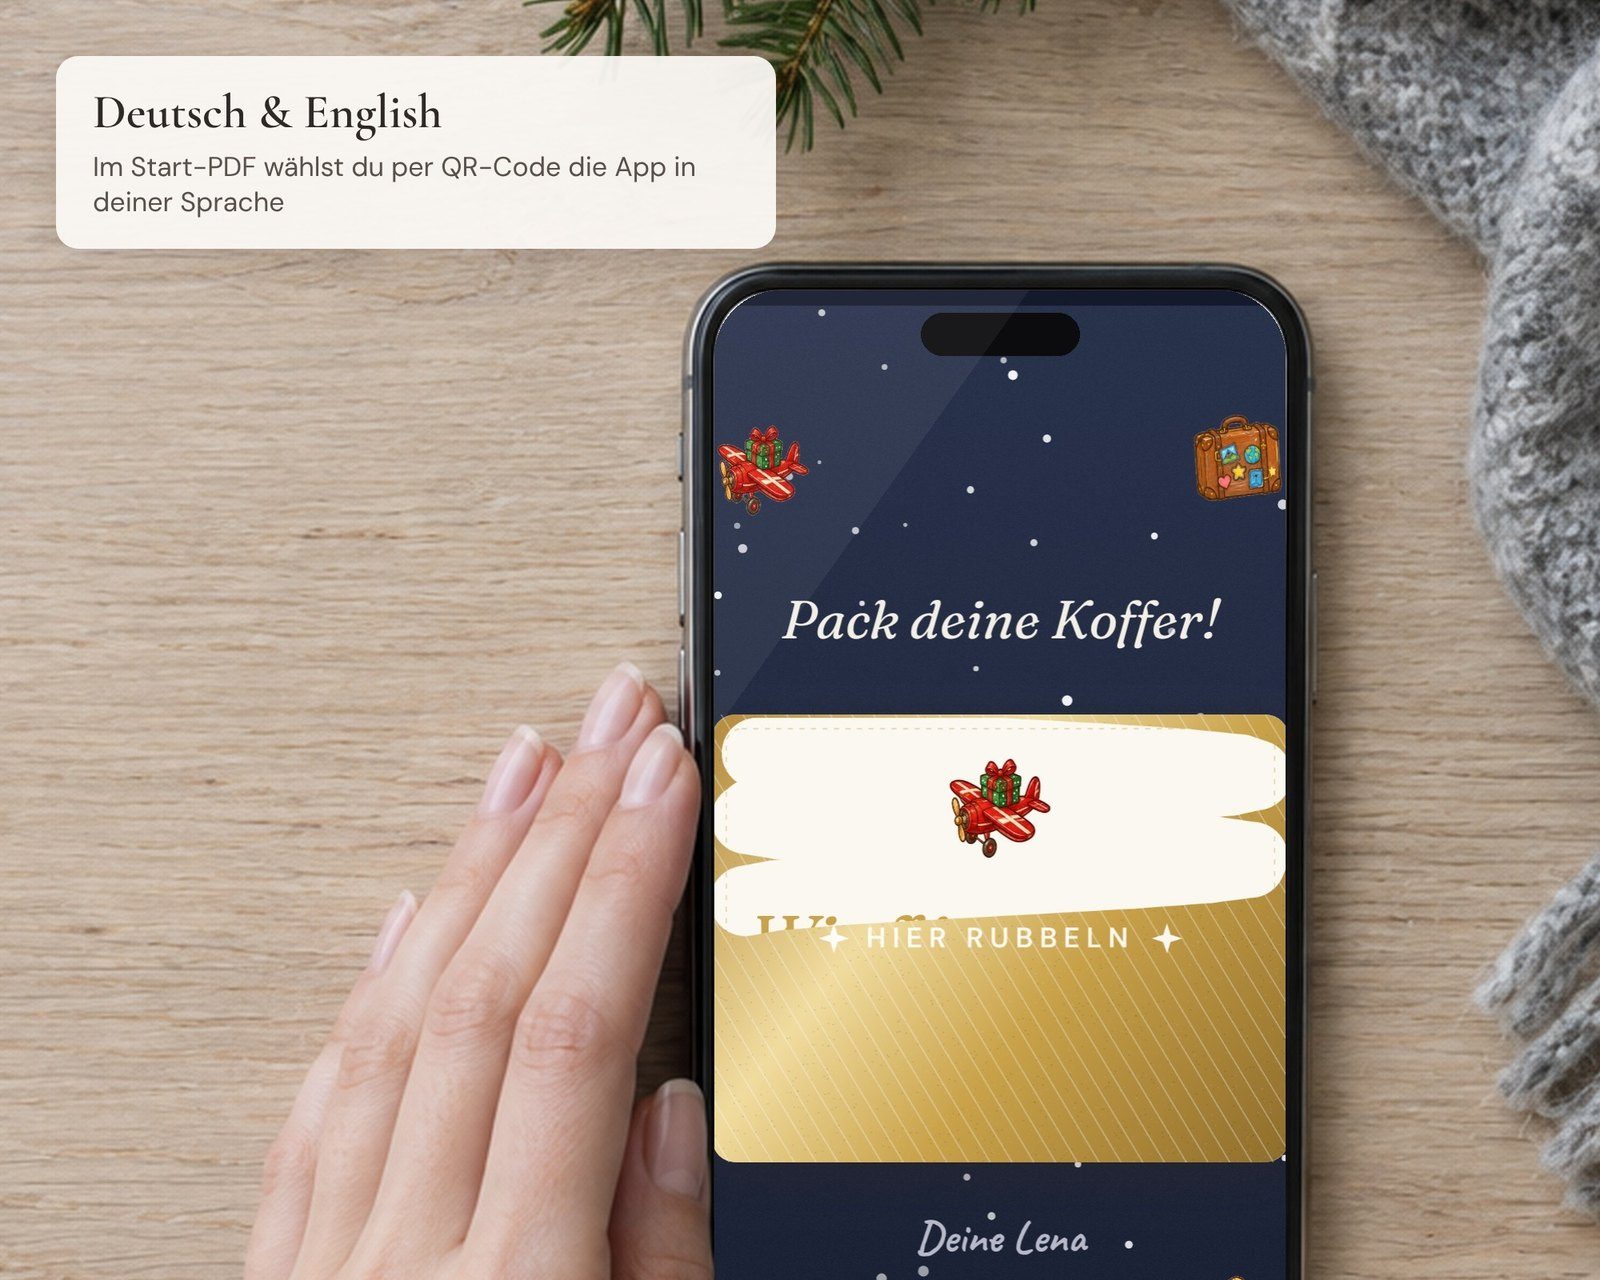 Deutsch & English
Im Start-PDF wählst du per QR-Code die App in
deiner Sprache
Pack deine Koffer!
HIER RUBBELN
Deine Lena